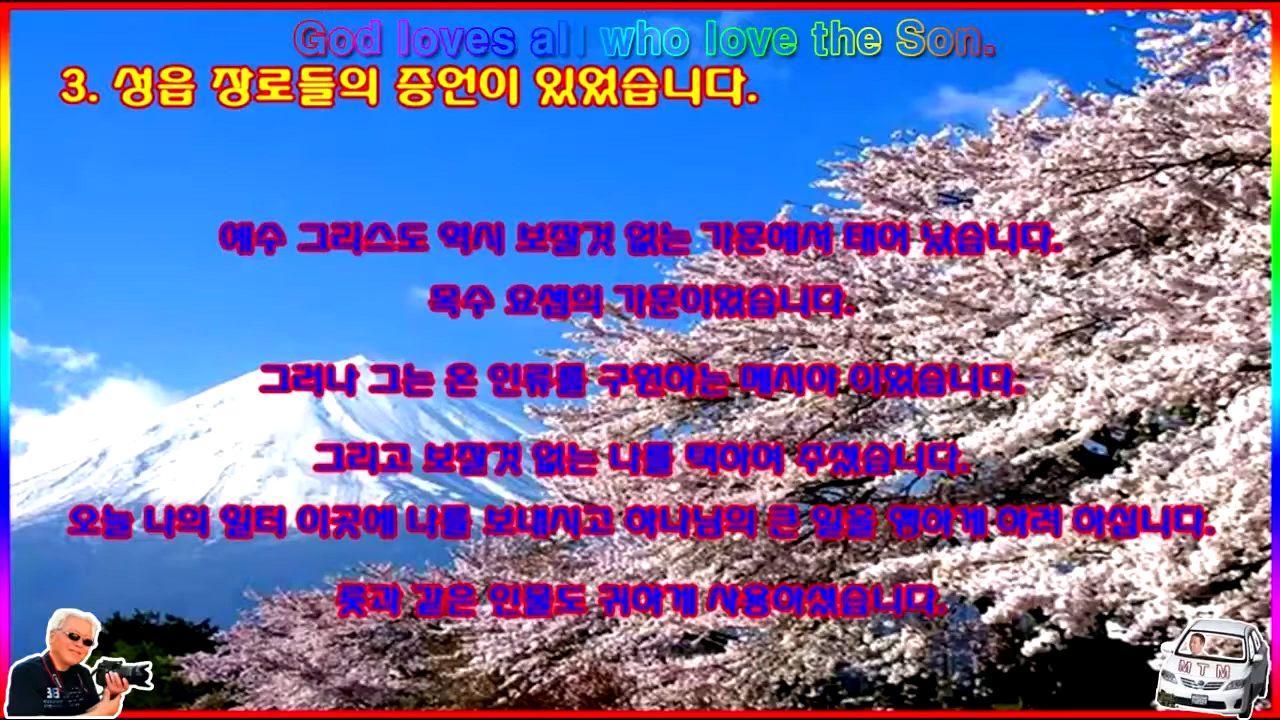 God loves all who love the Son.
3. 성읍 장로들의 증언이 있었습니다.
예수 그리스도 역시 보잘것 없는 가문에서 태어 났습니다.
목수 요셉의 가문이었습니다.
그러나 그는 온 인류를 구언하는 메시야 이었습니다.
그리고 보잘것 없는 나를 택하여 주셨습니다.
오늘 나의 일터 이곳에 나를 보내시고 하나님의 큰 일을 행하게 하려 하십니다.
룻과 같은 인물도 귀하게 사용하셨습니다.
MTM